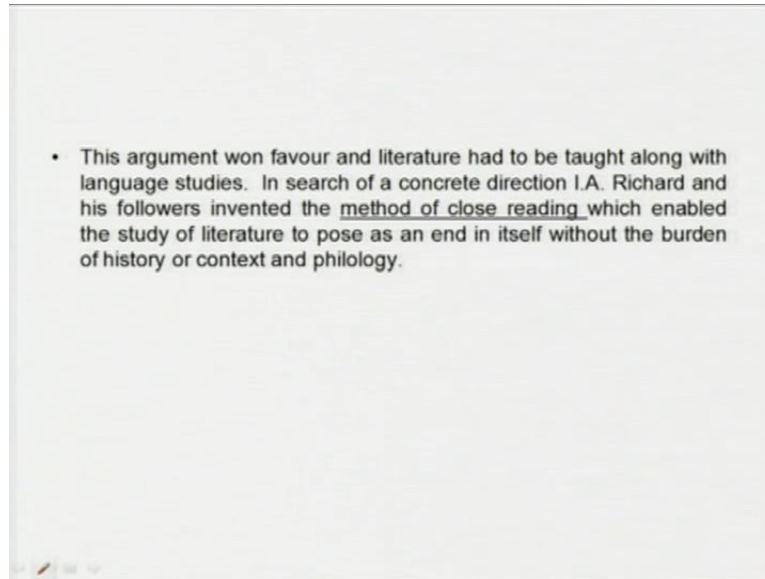 • This argument won favour and literature had to be taught along with
language studies. In search of a concrete direction I.A. Richard and
his followers invented the method of close reading which enabled
the study of literature to pose as an end in itself without the burden
of history or context and philology.